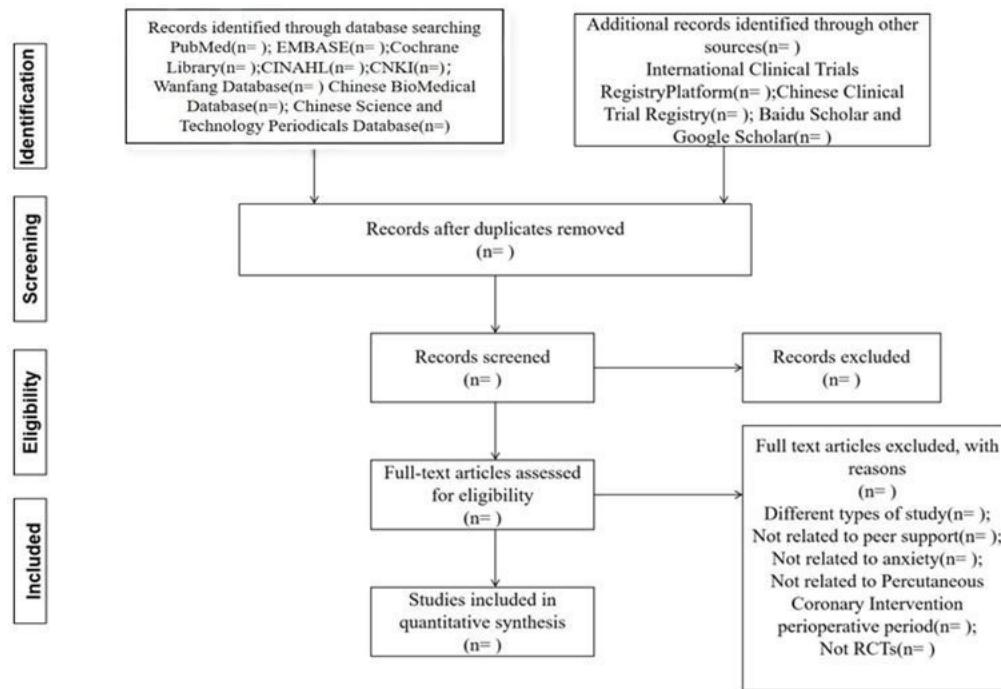 Identification
Records identified through database searching
PubMed(n= ); EMBASE(n= );Cochrane
Library(n= );CINAHL(n= );CNKI(n=);
Wanfang Database(n= ) Chinese BioMedical
Database(n=); Chinese Science and
Technology Periodicals Database(n=)
Additional records identified through other
sources(n= )
International Clinical Trials
RegistryPlatform(n= );Chinese Clinical
Trial Registry(n= ); Baidu Scholar and
Google Scholar(n= )
Screening
Records after duplicates removed
(n= )
Eligibility
Records screened
(n= )
Records excluded
(n= )
Full-text articles assessed
for eligibility
(n= )
Full text articles excluded, with
reasons
(n= )
Different types of study(n= );
Not related to peer support(n= );
Not related to anxiety(n= );
Not related to Percutaneous
Coronary Intervention
perioperative period(n= );
Not RCTs(n= )
Included
Studies included in
quantitative synthesis
(n= )